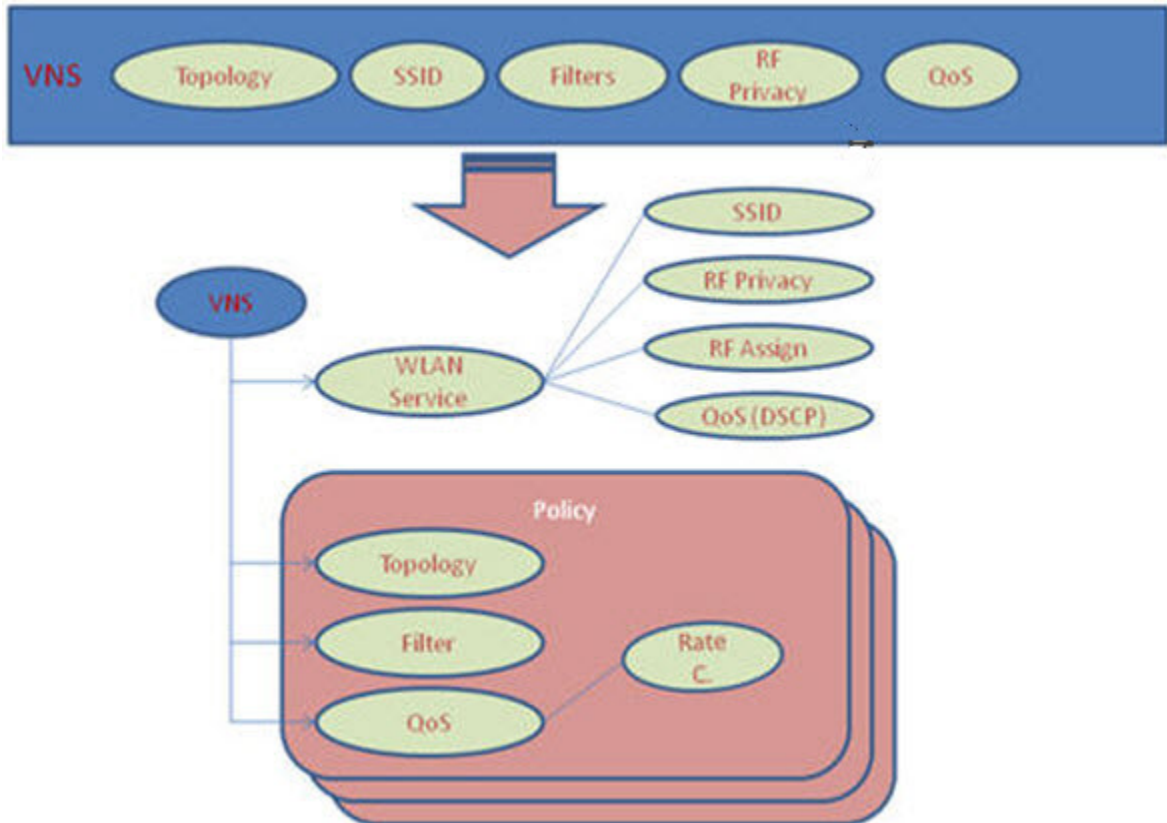 VNS
Topology
SSID
Filters
RF
Privacy
QoS
SSID
RF Privacy
VNS
RF Assign
WLAN
Service
QoS (DSCP)
Policy
Topology
Filter
Rate
C.
QoS